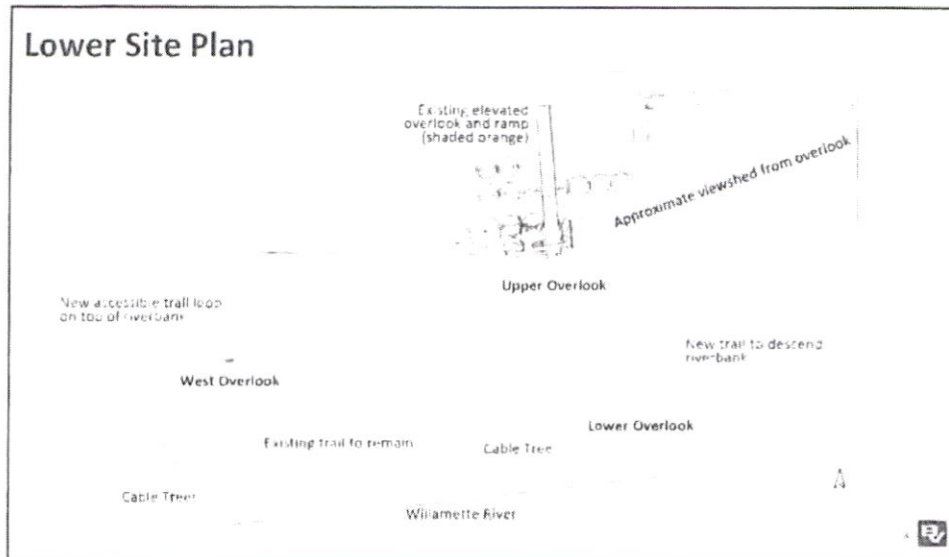 Lower Site Plan
Existing elevated
overlook and ramp
(shaded orange)
Approximate viewshed from overlook
Upper Overlook
New accessible trail loop
on top of riverbank
New trail to descend
riverbank
West Overlook
Lower Overlook
Existing trail to remain
Cable Tree
Cable Tree
Willamette River